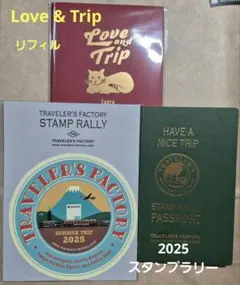 Love & Trip
リフィル
Love
and
Trip
TRAVELER'S FACTORY
STAMP RALLY
TRAVELER'S FACTORY
TRAVELER'S FACTORY
SUMMER TRIP
2025
HAVE A
NICE TRIP
TRAVELER'S
STAMP RALLY
PASSPORT
2025
スタンプラリー